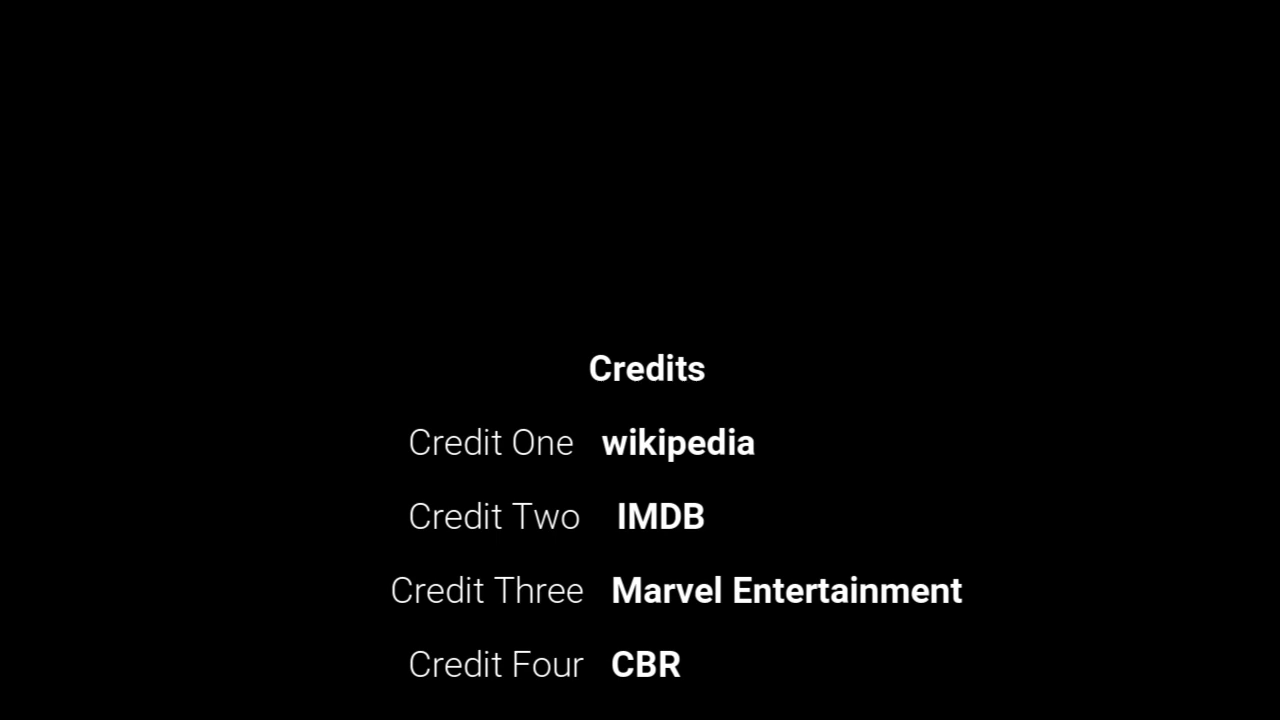 Credits
Credit One wikipedia
Credit Two IMDB
Credit Three Marvel Entertainment
Credit Four CBR